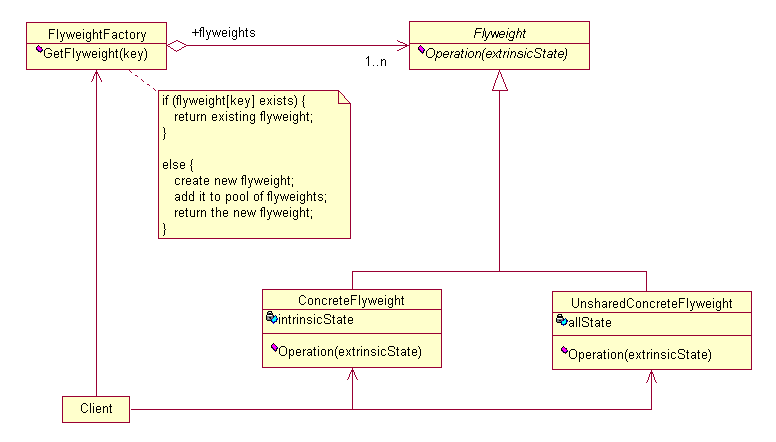 FlyweightFactory
GetFlyweight(key)
+flyweights
1..n
Flyweight
Operation(extrinsicState)
if (flyweight[key] exists) {
return existing flyweight;
}
else {
create new flyweight;
add it to pool of flyweights;
return the new flyweight;
}
ConcreteFlyweight
intrinsicState
Operation(extrinsicState)
UnsharedConcreteFlyweight
allState
Operation(extrinsicState)
Client